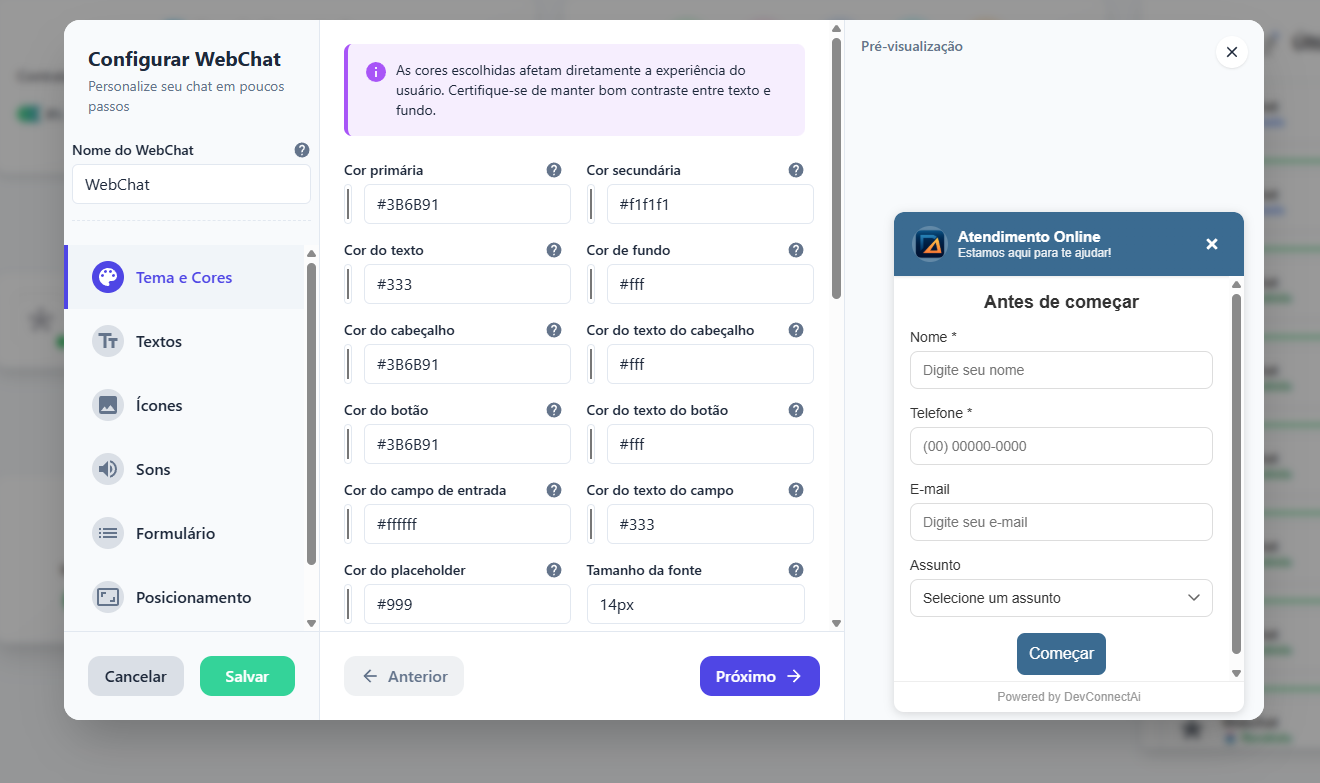 Configurar WebChat
Personalize seu chat em poucos
passos
Nome do WebChat
WebChat
Tema e Cores
Textos
Ícones
Sons
Formulário
Posicionamento
Cancelar
Salvar
As cores escolhidas afetam diretamente a experiência do
usuário. Certifique-se de manter bom contraste entre texto e
fundo.
Cor primária
#3B6B91
Cor secundária
#f1f1f1
Cor do texto
#333
Cor de fundo
#fff
Cor do cabeçalho
#3B6B91
Cor do texto do cabeçalho
#fff
Cor do botão
#3B6B91
Cor do texto do botão
#fff
Cor do campo de entrada
#ffffff
Cor do texto do campo
#333
Cor do placeholder
#999
Tamanho da fonte
14px
Anterior
Próximo
Pré-visualização
Atendimento Online
Estamos aqui para te ajudar!
Antes de começar
Nome *
Digite seu nome
Telefone *
(00) 00000-0000
E-mail
Digite seu e-mail
Assunto
Selecione um assunto
Começar
Powered by DevConnectAi